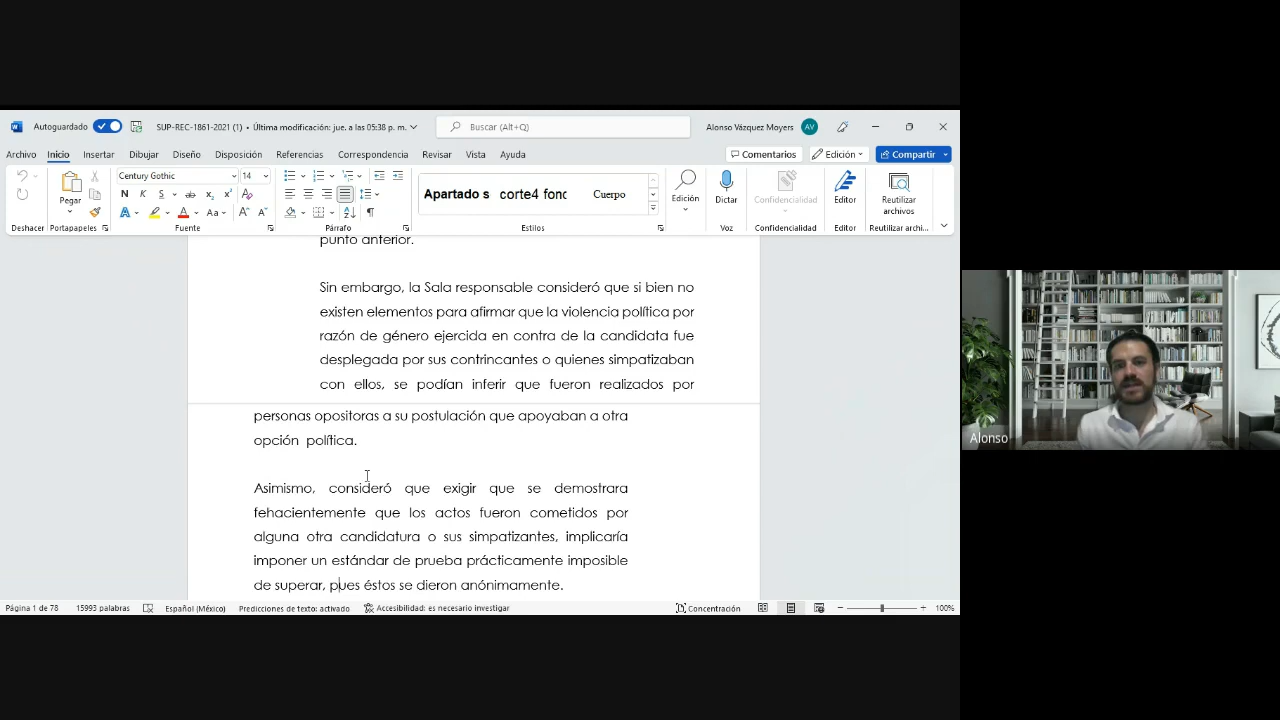 Autoguardado
SUP-REC-1861-2021 (1) • Última modificación: jue. a las 05:38 p. m.
Buscar (Alt+Q)
Alonso Vázquez Moyers
AV
Archivo Inicio Insertar Dibujar Diseño Disposición Referencias Correspondencia Revisar Vista Ayuda
Comentarios Edición Compartir
Century Gothic 14
Pegar
N K S ab x₂ x²
A A Aa A A
Apartado s corte4 fonc Cuerpo
Edición
Dictar
Confidencialidad
Editor
Reutilizar
archivos
Deshacer Portapapeles Fuente Párrafo Estilos Voz Confidencialidad Editor Reutilizar archi...
punto anterior.
Sin embargo, la Sala responsable consideró que si bien no
existen elementos para afirmar que la violencia política por
razón de género ejercida en contra de la candidata fue
desplegada por sus contrincantes o quienes simpatizaban
con ellos, se podían inferir que fueron realizados por
personas opositoras a su postulación que apoyaban a otra
opción política.
Asimismo, consideró que exigir que se demostrara
fehacientemente que los actos fueron cometidos por
alguna otra candidatura o sus simpatizantes, implicaría
imponer un estándar de prueba prácticamente imposible
de superar, pues éstos se dieron anónimamente.
Página 1 de 78 15993 palabras Español (México) Predicciones de texto: activado Accesibilidad: es necesario investigar Concentración 100%
Alonso